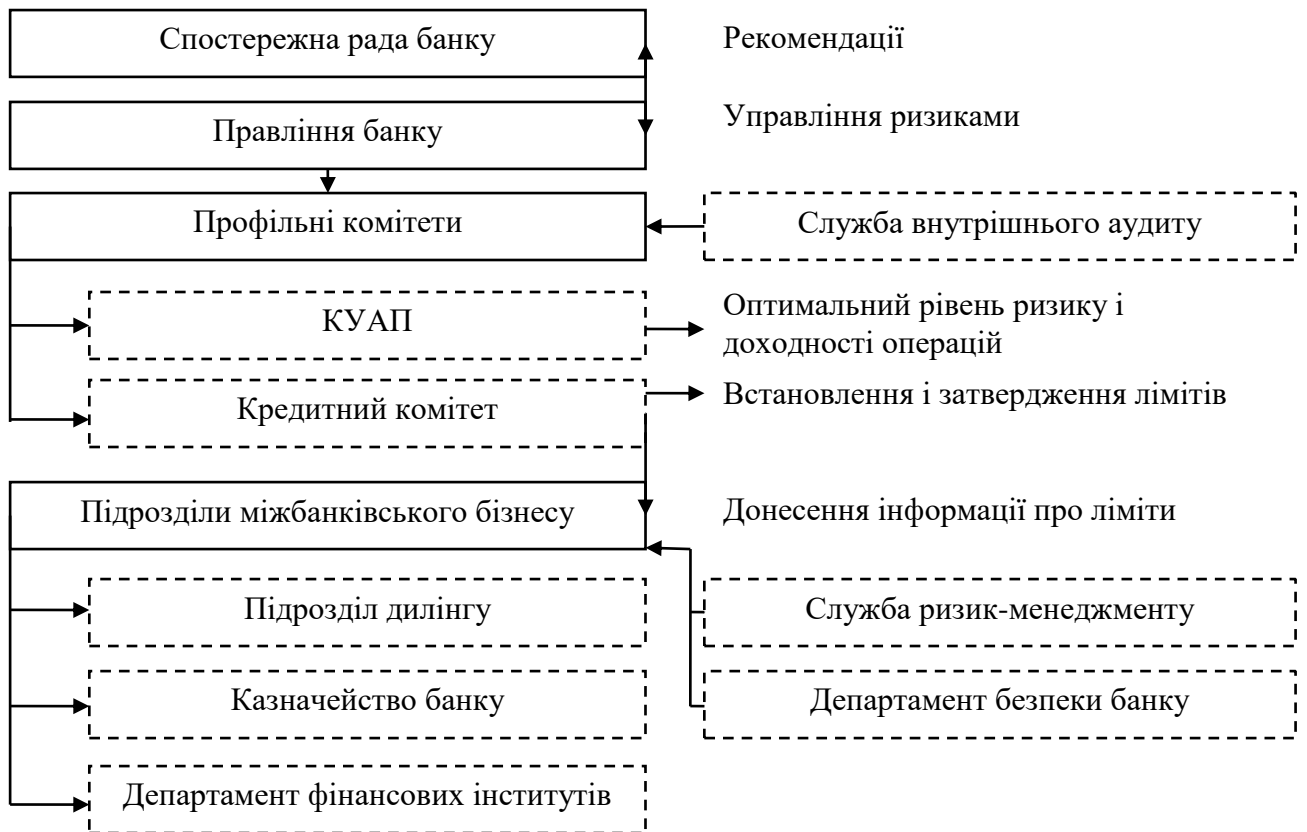 Спостережна рада банку
Рекомендації
Правління банку
Управління ризиками
Профільні комітети
Служба внутрішнього аудиту
КУАП
Оптимальний рівень ризику і
доходності операцій
Кредитний комітет
Встановлення і затвердження лімітів
Підрозділи міжбанківського бізнесу
Донесення інформації про ліміти
Підрозділ дилінгу
Служба ризик-менеджменту
Казначейство банку
Департамент безпеки банку
Департамент фінансових інститутів